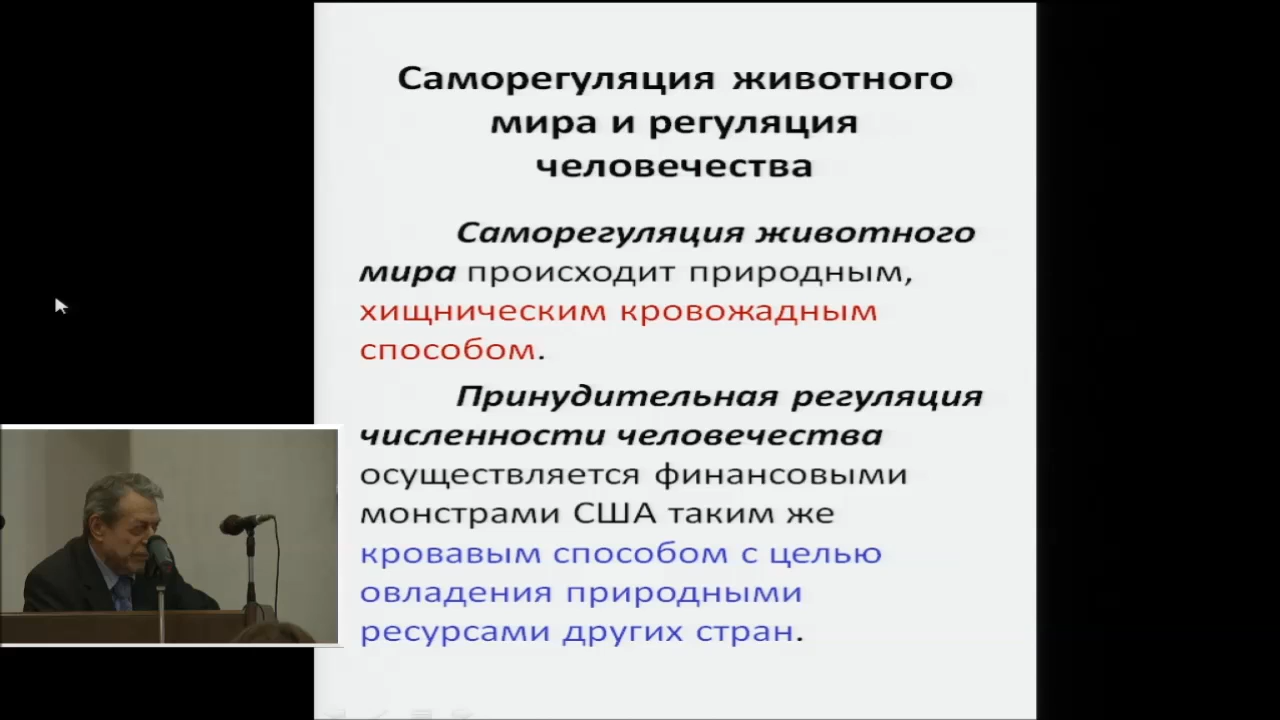 Саморегуляция животного
мира и регуляция
человечества
Саморегуляция животного
мира происходит природным,
хищническим кровожадным
способом.
Принудительная регуляция
численности человечества
осуществляется финансовыми
монстрами США таким же
кровавым способом с целью
овладения природными
ресурсами других стран.